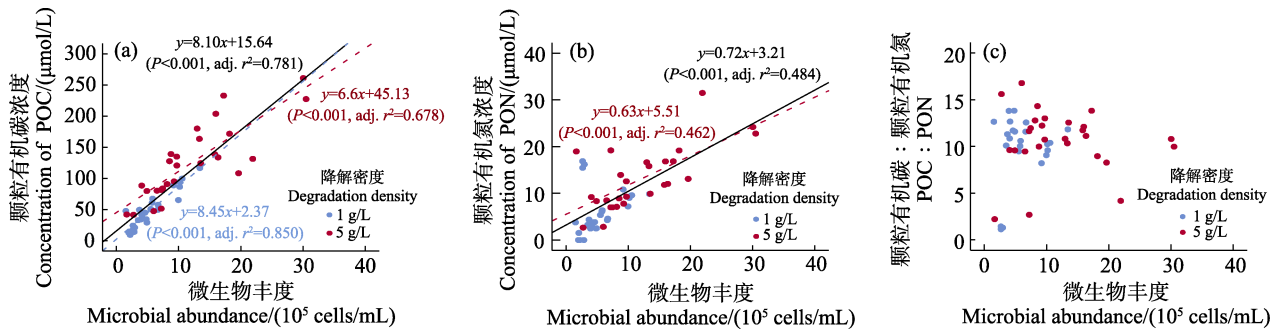 颗粒有机碳浓度
Concentration of POC/(μmol/L)
300
250
200
150
100
50
0
(a)
y=8.10x+15.64
(P<0.001, adj. r²=0.781)
y=6.6x+45.13
(P<0.001, adj. r²=0.678)
y=8.45x+2.37
(P<0.001, adj. r²=0.850)
降解密度
Degradation density
1 g/L
5 g/L
0 10 20 30 40
微生物丰度
Microbial abundance/(10⁵ cells/mL)
颗粒有机氮浓度
Concentration of PON/(μmol/L)
40
30
20
10
0
(b)
y=0.72x+3.21
(P<0.001, adj. r²=0.484)
y=0.63x+5.51
(P<0.001, adj. r²=0.462)
降解密度
Degradation density
1 g/L
5 g/L
0 10 20 30 40
微生物丰度
Microbial abundance/(10⁵ cells/mL)
颗粒有机碳：颗粒有机氮
POC：PON
20
15
10
5
0
(c)
降解密度
Degradation density
1 g/L
5 g/L
0 10 20 30 40
微生物丰度
Microbial abundance/(10⁵ cells/mL)